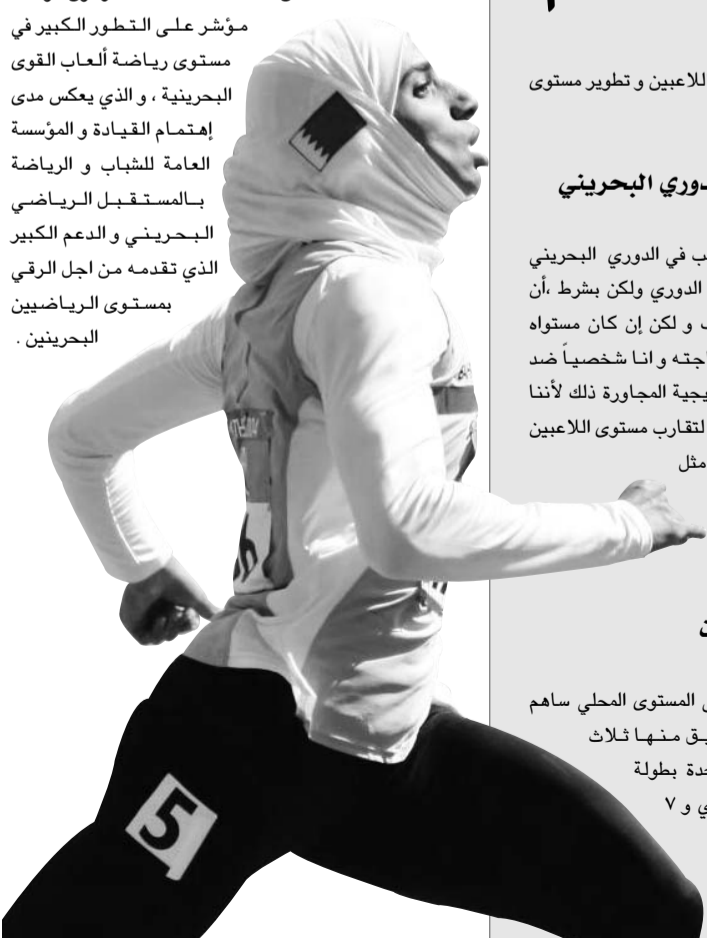 مؤشر على التطور الكبير في
مستوى رياضة ألعاب القوى
البحرينية ، و الذي يعكس مدى
إهتمام القيادة و المؤسسة
العامة للشباب و الرياضة
بالمستقبل الرياضي
البحريني و الدعم الكبير
الذي تقدمه من اجل الرقي
بمستوى الرياضيين
البحرينين .
اللاعبين و تطوير مستوى
دوري البحريني
في الدوري البحريني
الدوري ولكن بشرط ،أن
و لكن إن كان مستواه
و انا شخصياً ضد
المجاورة ذلك لأننا
لتقارب مستوى اللاعبين
مثل
المستوى المحلي ساهم
منها ثلاث
بطولة
و ٧
5